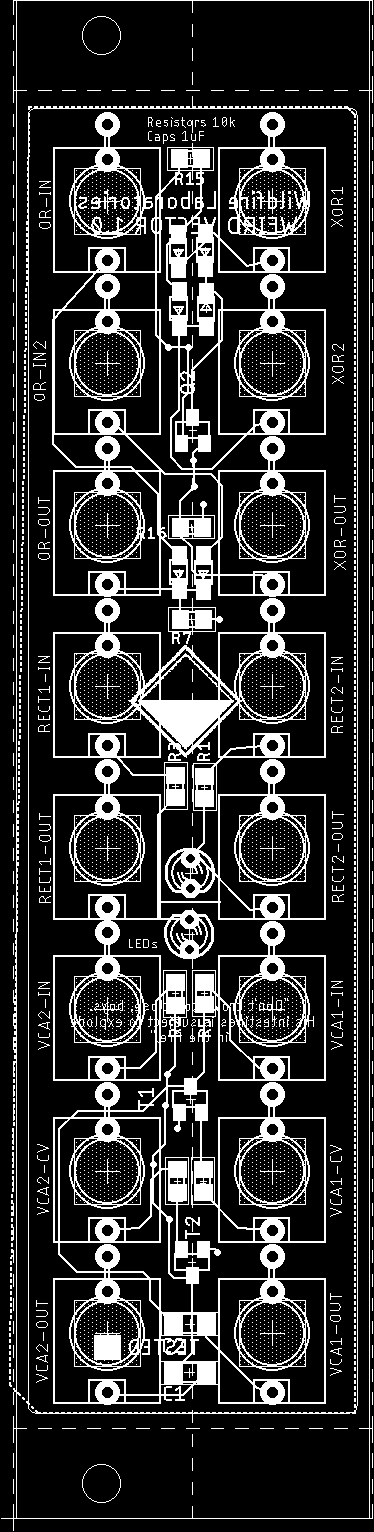 Resistors 10k
Caps 1uF
R15
OR-IN
XOR1
Wildfire Laboratories
WEIRD VECTOR 1.0
OR-IN2
XOR2
Q2
OR-OUT
R16
XOR-OUT
R7
RECT1-IN
RECT2-IN
R1
RECT1-OUT
RECT2-OUT
LEDs
VCA2-IN
VCA1-IN
T1
VCA2-CV
VCA1-CV
T2
VCA2-OUT
VCA1-OUT
TESTED
C1